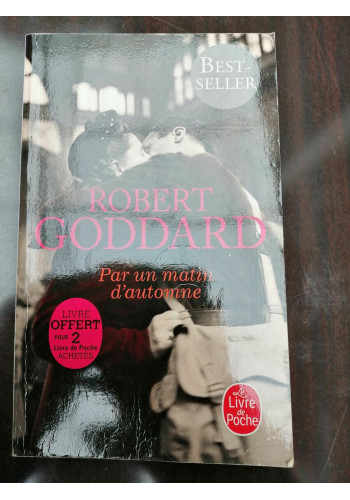 BEST-
SELLER
ROBERT
GODDARD
Par un matin
d'automne
LIVRE
OFFERT
POUR 2
Livre de Poche
ACHETÉS
Le
Livre
de
Poche